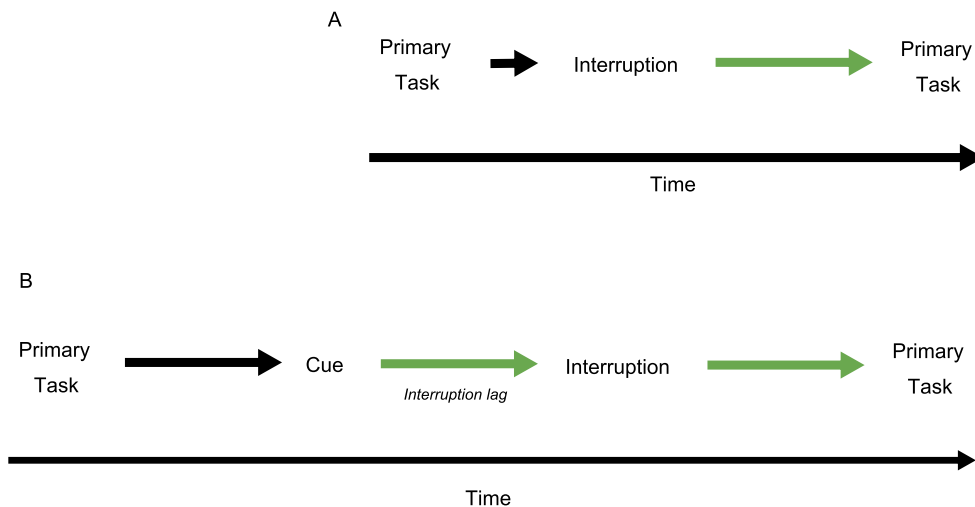 A
Primary
Task
Interruption
Primary
Task
Time
B
Primary
Task
Cue
Interruption lag
Interruption
Primary
Task
Time